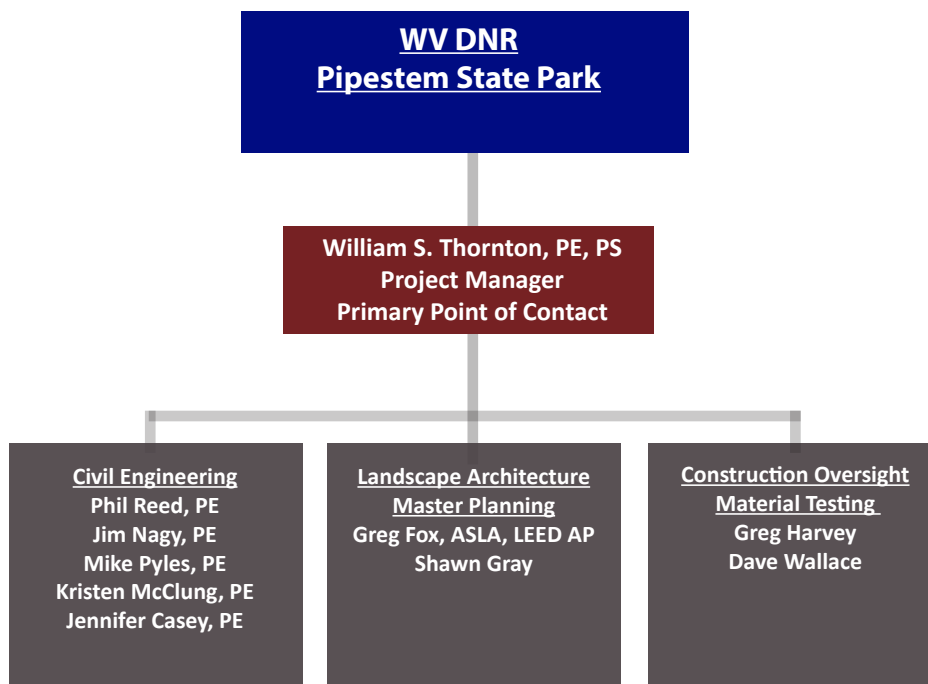 WV DNR
Pipestem State Park
William S. Thornton, PE, PS
Project Manager
Primary Point of Contact
Civil Engineering
Phil Reed, PE
Jim Nagy, PE
Mike Pyles, PE
Kristen McClung, PE
Jennifer Casey, PE
Landscape Architecture
Master Planning
Greg Fox, ASLA, LEED AP
Shawn Gray
Construction Oversight
Material Testing
Greg Harvey
Dave Wallace